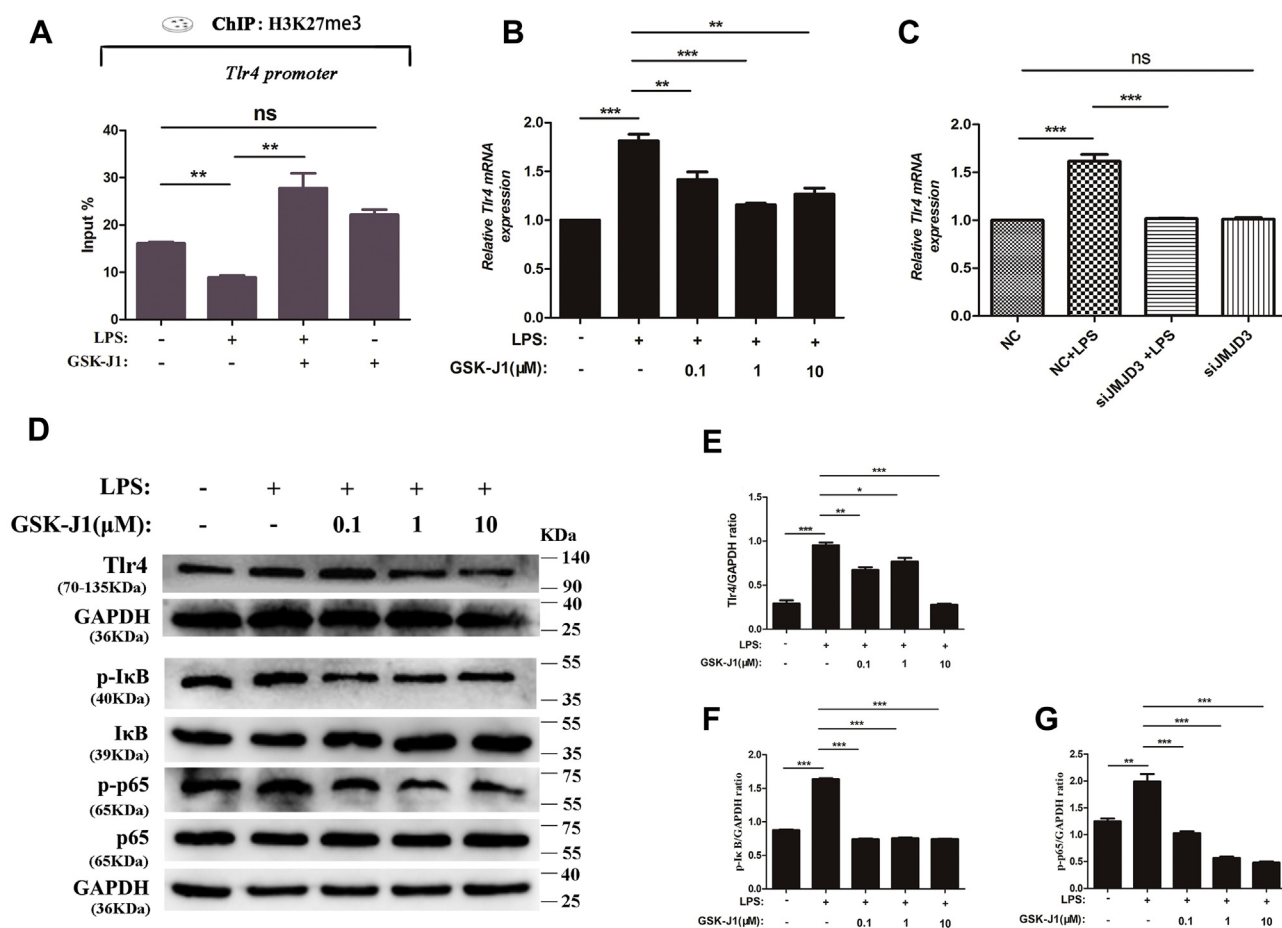 A
ChIP: H3K27me3
Tlr4 promoter
ns
**
**
Input %
40
30
20
10
0
LPS: - + + -
GSK-J1: - - + +
B
**
***
**
***
Relative Tlr4 mRNA
expression
2.0
1.5
1.0
0.5
0.0
LPS: - + + + +
GSK-J1(μM): - - 0.1 1 10
C
ns
***
***
Relative Tlr4 mRNA
expression
2.0
1.5
1.0
0.5
0.0
NC
NC+LPS
siJMJD3 +LPS
siJMJD3
D
LPS: - + + + +
GSK-J1(μM): - - 0.1 1 10
KDa
Tlr4
(70-135KDa)
140
90
GAPDH
(36KDa)
40
25
p-IκB
(40KDa)
55
35
IκB
(39KDa)
55
35
p-p65
(65KDa)
75
55
p65
(65KDa)
75
55
GAPDH
(36KDa)
40
25
E
***
*
**
***
Tlr4/GAPDH ratio
1.5
1.0
0.5
0.0
LPS: - + + + +
GSK-J1(μM): - - 0.1 1 10
F
***
***
***
***
p-Iκ B/GAPDH ratio
2.0
1.5
1.0
0.5
0.0
LPS: - + + + +
GSK-J1(μM): - - 0.1 1 10
G
***
***
***
**
p-p65/GAPDH ratio
2.5
2.0
1.5
1.0
0.5
0.0
LPS: - + + + +
GSK-J1(μM): - - 0.1 1 10